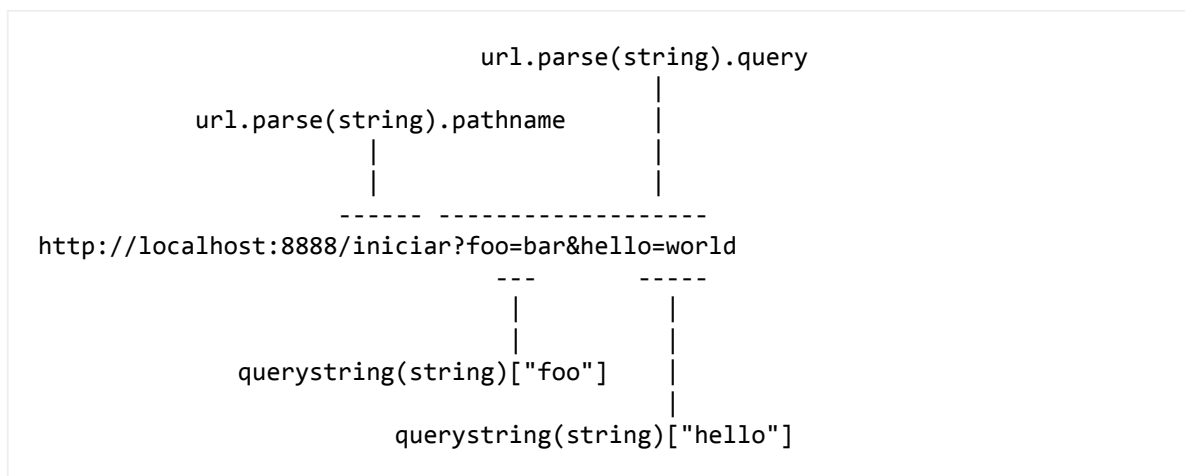 url.parse(string).query
|
url.parse(string).pathname |
| |
| |
------ -------------------
http://localhost:8888/iniciar?foo=bar&hello=world
--- -----
| |
| |
querystring(string)["foo"] |
|
querystring(string)["hello"]